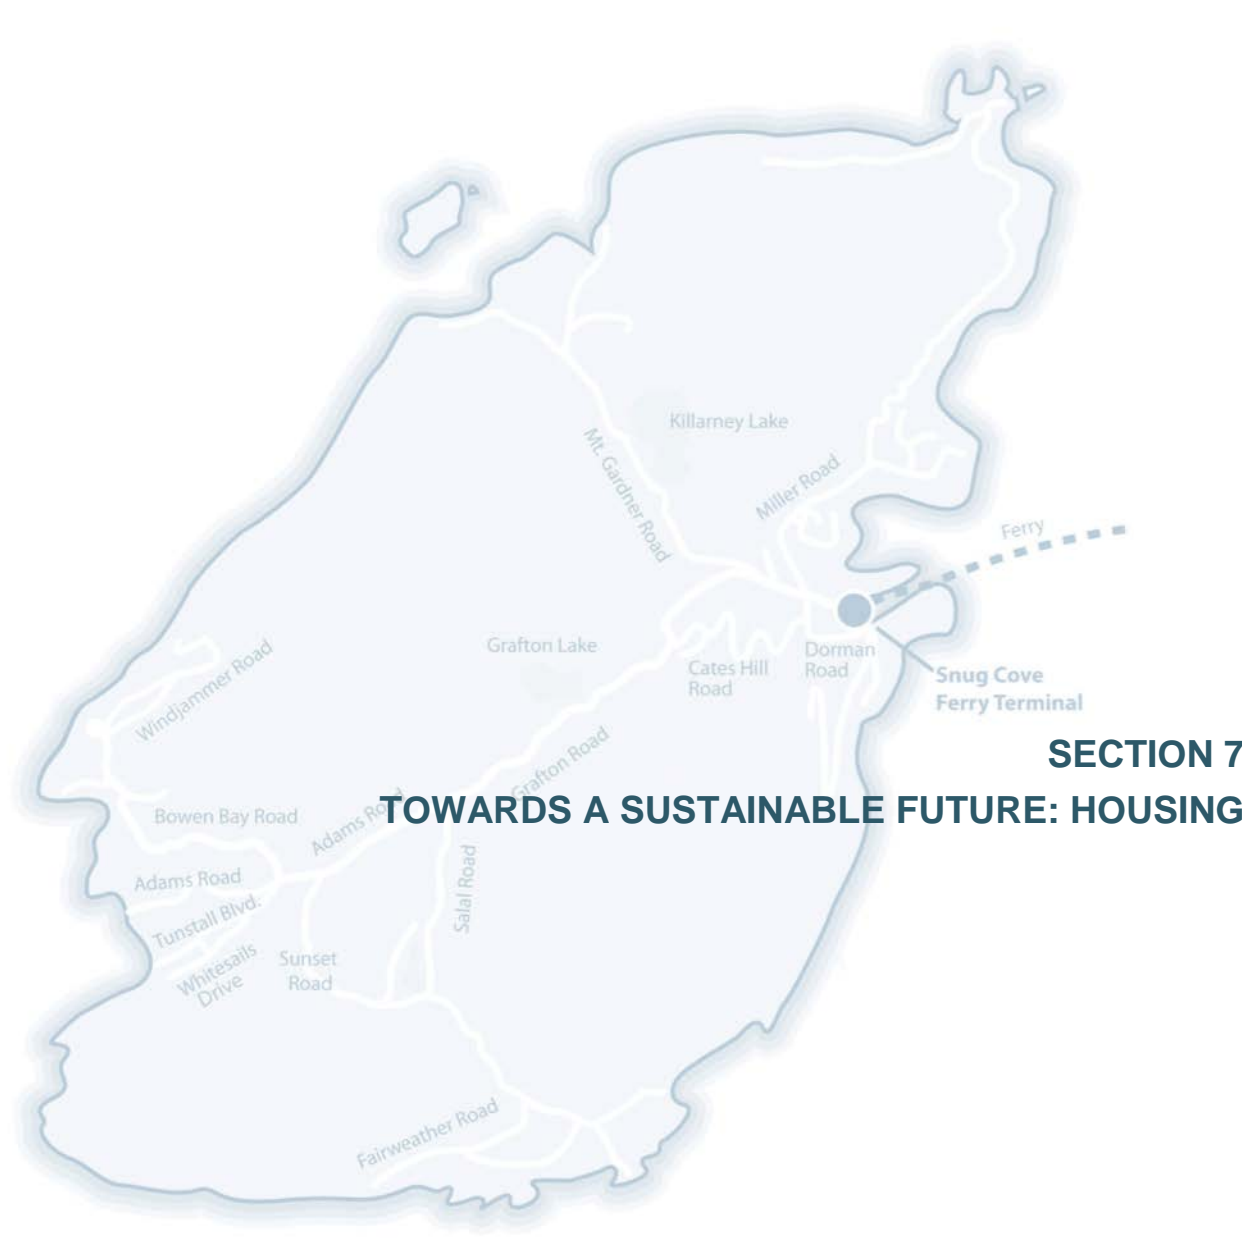 Killarney Lake
Mt. Gardner Road
Miller Road
Ferry
Grafton Lake
Cates Hill
Road
Dorman
Road
Snug Cove
Ferry Terminal
Windjammer Road
SECTION 7
Grafton Road
TOWARDS A SUSTAINABLE FUTURE: HOUSING
Bowen Bay Road
Adams Road
Adams Road
Salal Road
Tunstall Blvd.
Whitesails
Drive
Sunset
Road
Fairweather Road